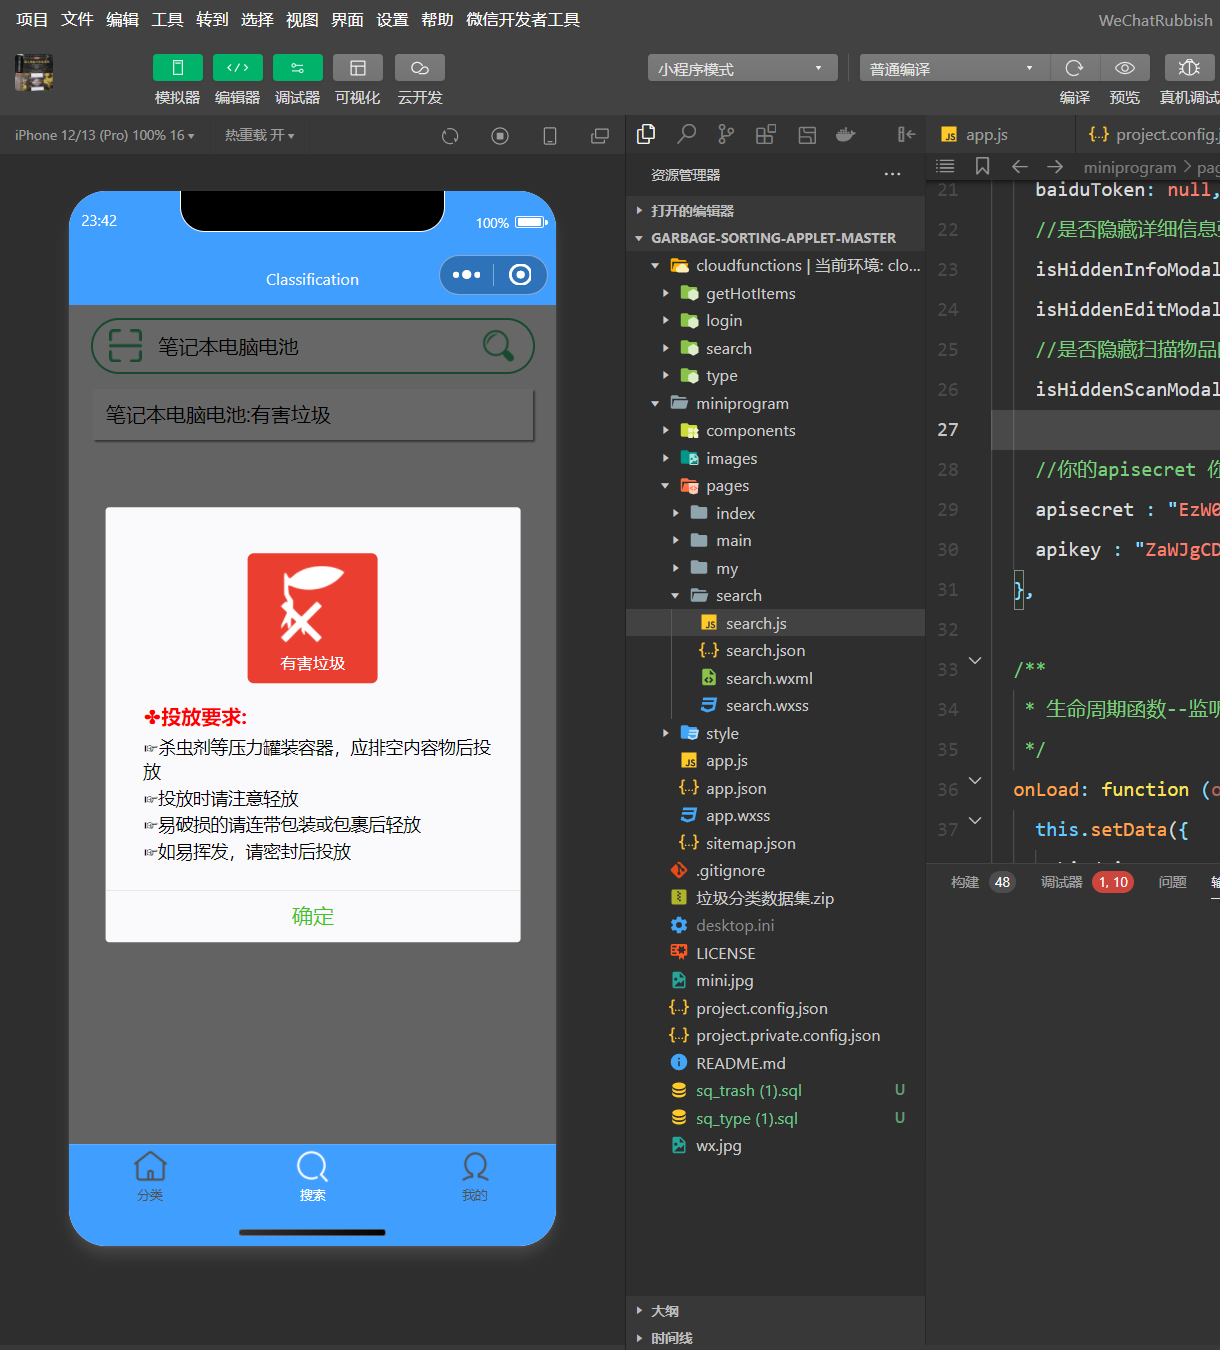 项目 文件 编辑 工具 转到 选择 视图 界面 设置 帮助 微信开发者工具 WeChatRubbish
模拟器 编辑器 调试器 可视化 云开发
小程序模式 普通编译
编译 预览 真机调试
iPhone 12/13 (Pro) 100% 16 热重载 开
23:42
100%
Classification
笔记本电脑电池
笔记本电脑电池:有害垃圾
有害垃圾
✤投放要求:
☞杀虫剂等压力罐装容器，应排空内容物后投
放
☞投放时请注意轻放
☞易破损的请连带包装或包裹后轻放
☞如易挥发，请密封后投放
确定
分类 搜索 我的
资源管理器 ···
打开的编辑器
GARBAGE-SORTING-APPLET-MASTER
cloudfunctions | 当前环境: clo...
getHotItems
login
search
type
miniprogram
components
images
pages
index
main
my
search
search.js
search.json
search.wxml
search.wxss
style
app.js
app.json
app.wxss
sitemap.json
.gitignore
垃圾分类数据集.zip
desktop.ini
LICENSE
mini.jpg
project.config.json
project.private.config.json
README.md
sq_trash (1).sql U
sq_type (1).sql U
wx.jpg
大纲
时间线
app.js project.config.
miniprogram > pag
21 baiduToken: null,
22 //是否隐藏详细信息
23 isHiddenInfoModal
24 isHiddenEditModal
25 //是否隐藏扫描物品
26 isHiddenScanModal
27
28 //你的apisecret 你
29 apisecret : "EzW0
30 apikey : "ZaWJgCD
31 },
32
33 /**
34 * 生命周期函数--监听
35 */
36 onLoad: function (o
37 this.setData({
构建 48 调试器 1, 10 问题